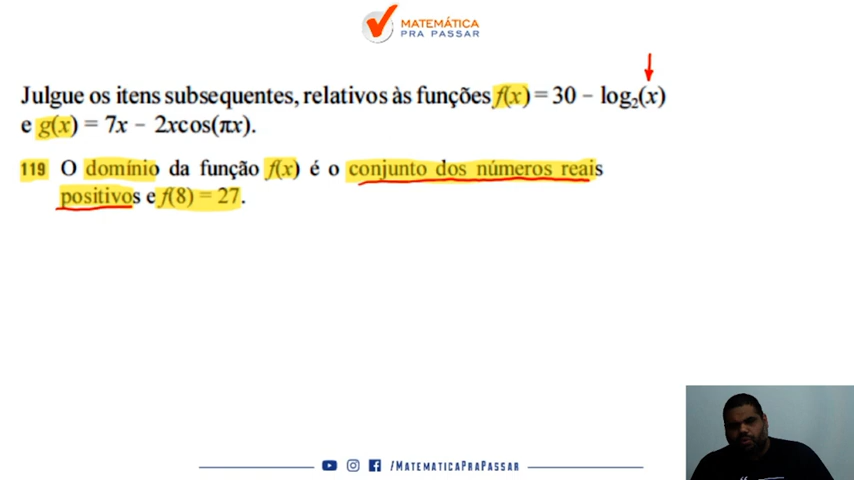 MATEMÁTICA
PRA PASSAR
Julgue os itens subsequentes, relativos às funções f(x) = 30 − log₂(x)
e g(x) = 7x − 2xcos(πx).
119 O domínio da função f(x) é o conjunto dos números reais
positivos e f(8) = 27.
/MATEMATICAPRAPASSAR